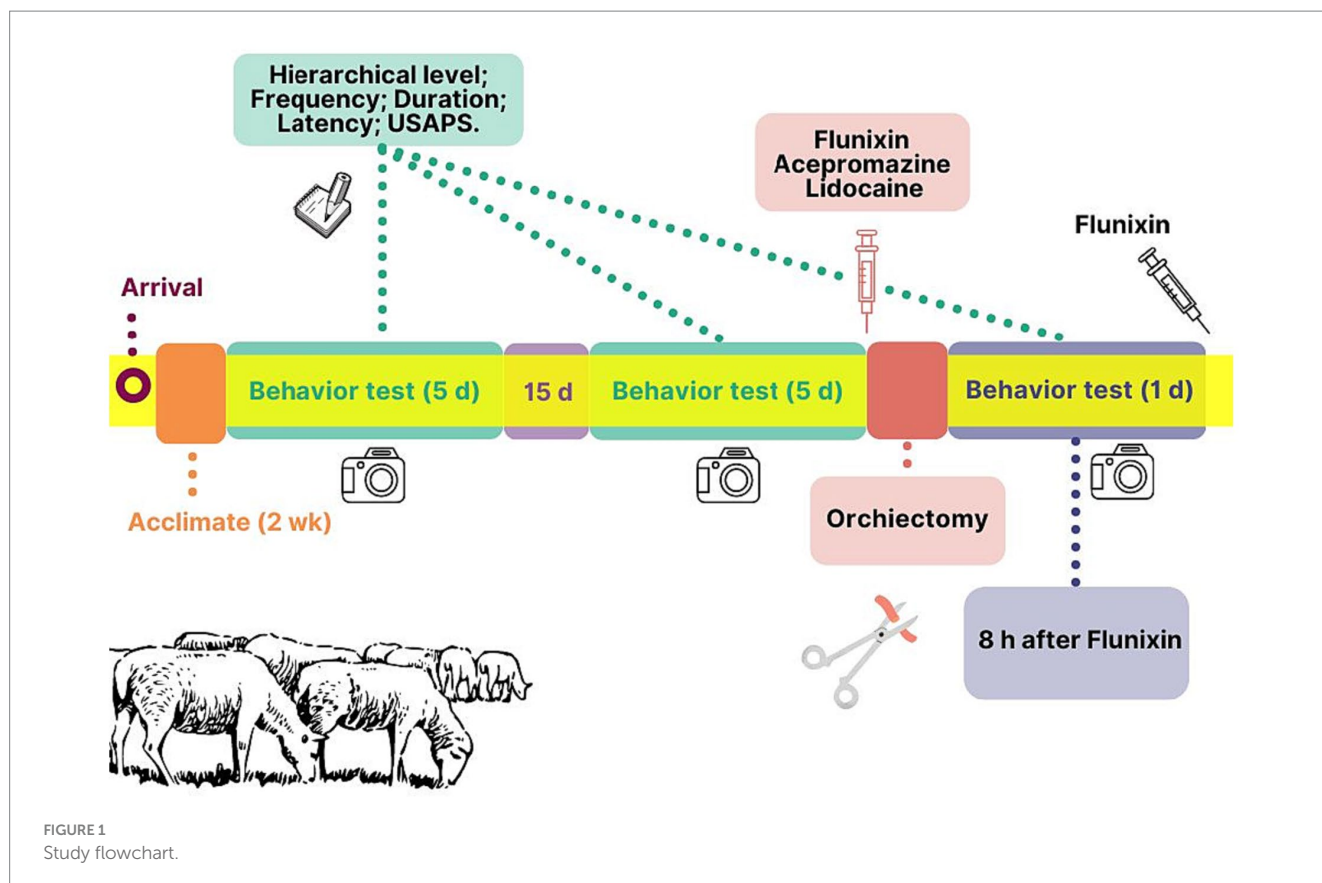 Hierarchical level;
Frequency; Duration;
Latency; USAPS.
Flunixin
Acepromazine
Lidocaine
Flunixin
Arrival
Behavior test (5 d)
15 d
Behavior test (5 d)
Behavior test (1 d)
Acclimate (2 wk)
Orchiectomy
8 h after Flunixin
FIGURE 1
Study flowchart.